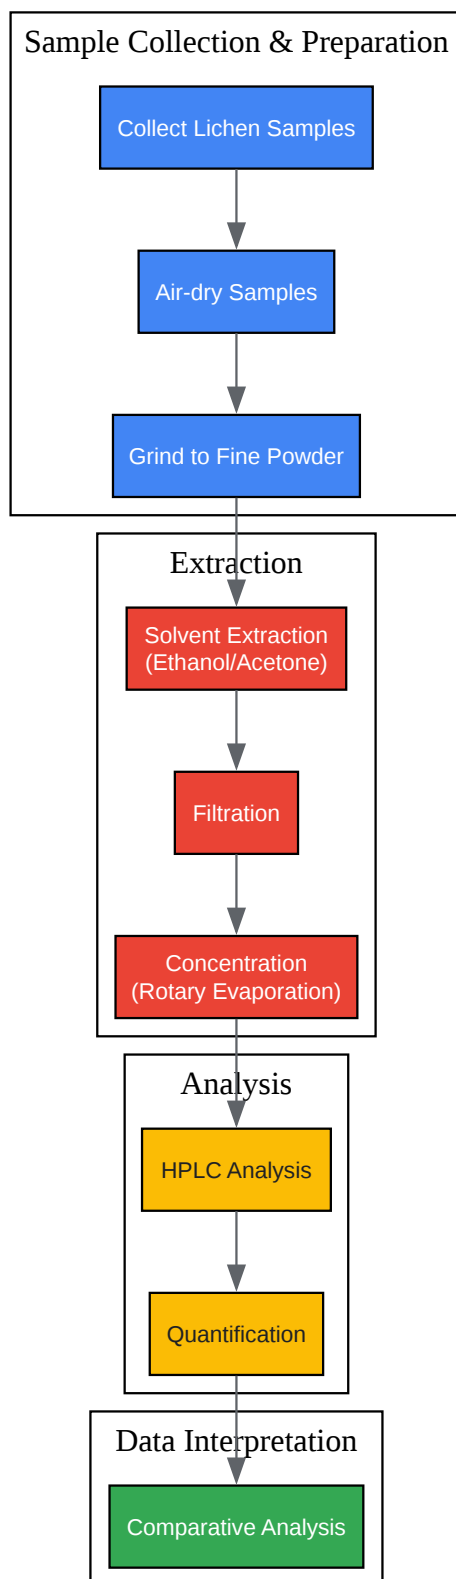 Sample Collection & Preparation
Collect Lichen Samples
Air-dry Samples
Grind to Fine Powder
Extraction
Solvent Extraction
(Ethanol/Acetone)
Filtration
Concentration
(Rotary Evaporation)
Analysis
HPLC Analysis
Quantification
Data Interpretation
Comparative Analysis